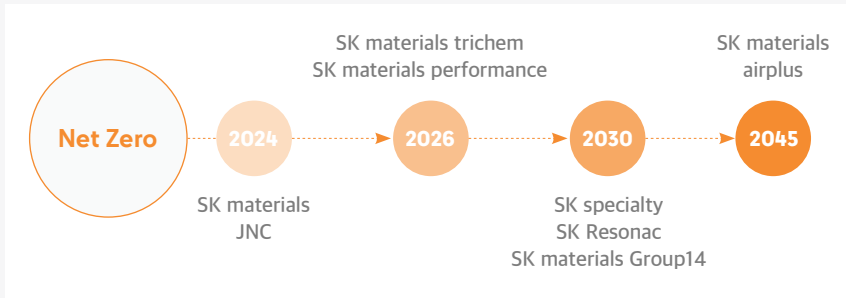 Net Zero
2024
SK materials
JNC
SK materials trichem
SK materials performance
2026
2030
SK specialty
SK Resonac
SK materials Group14
SK materials
airplus
2045